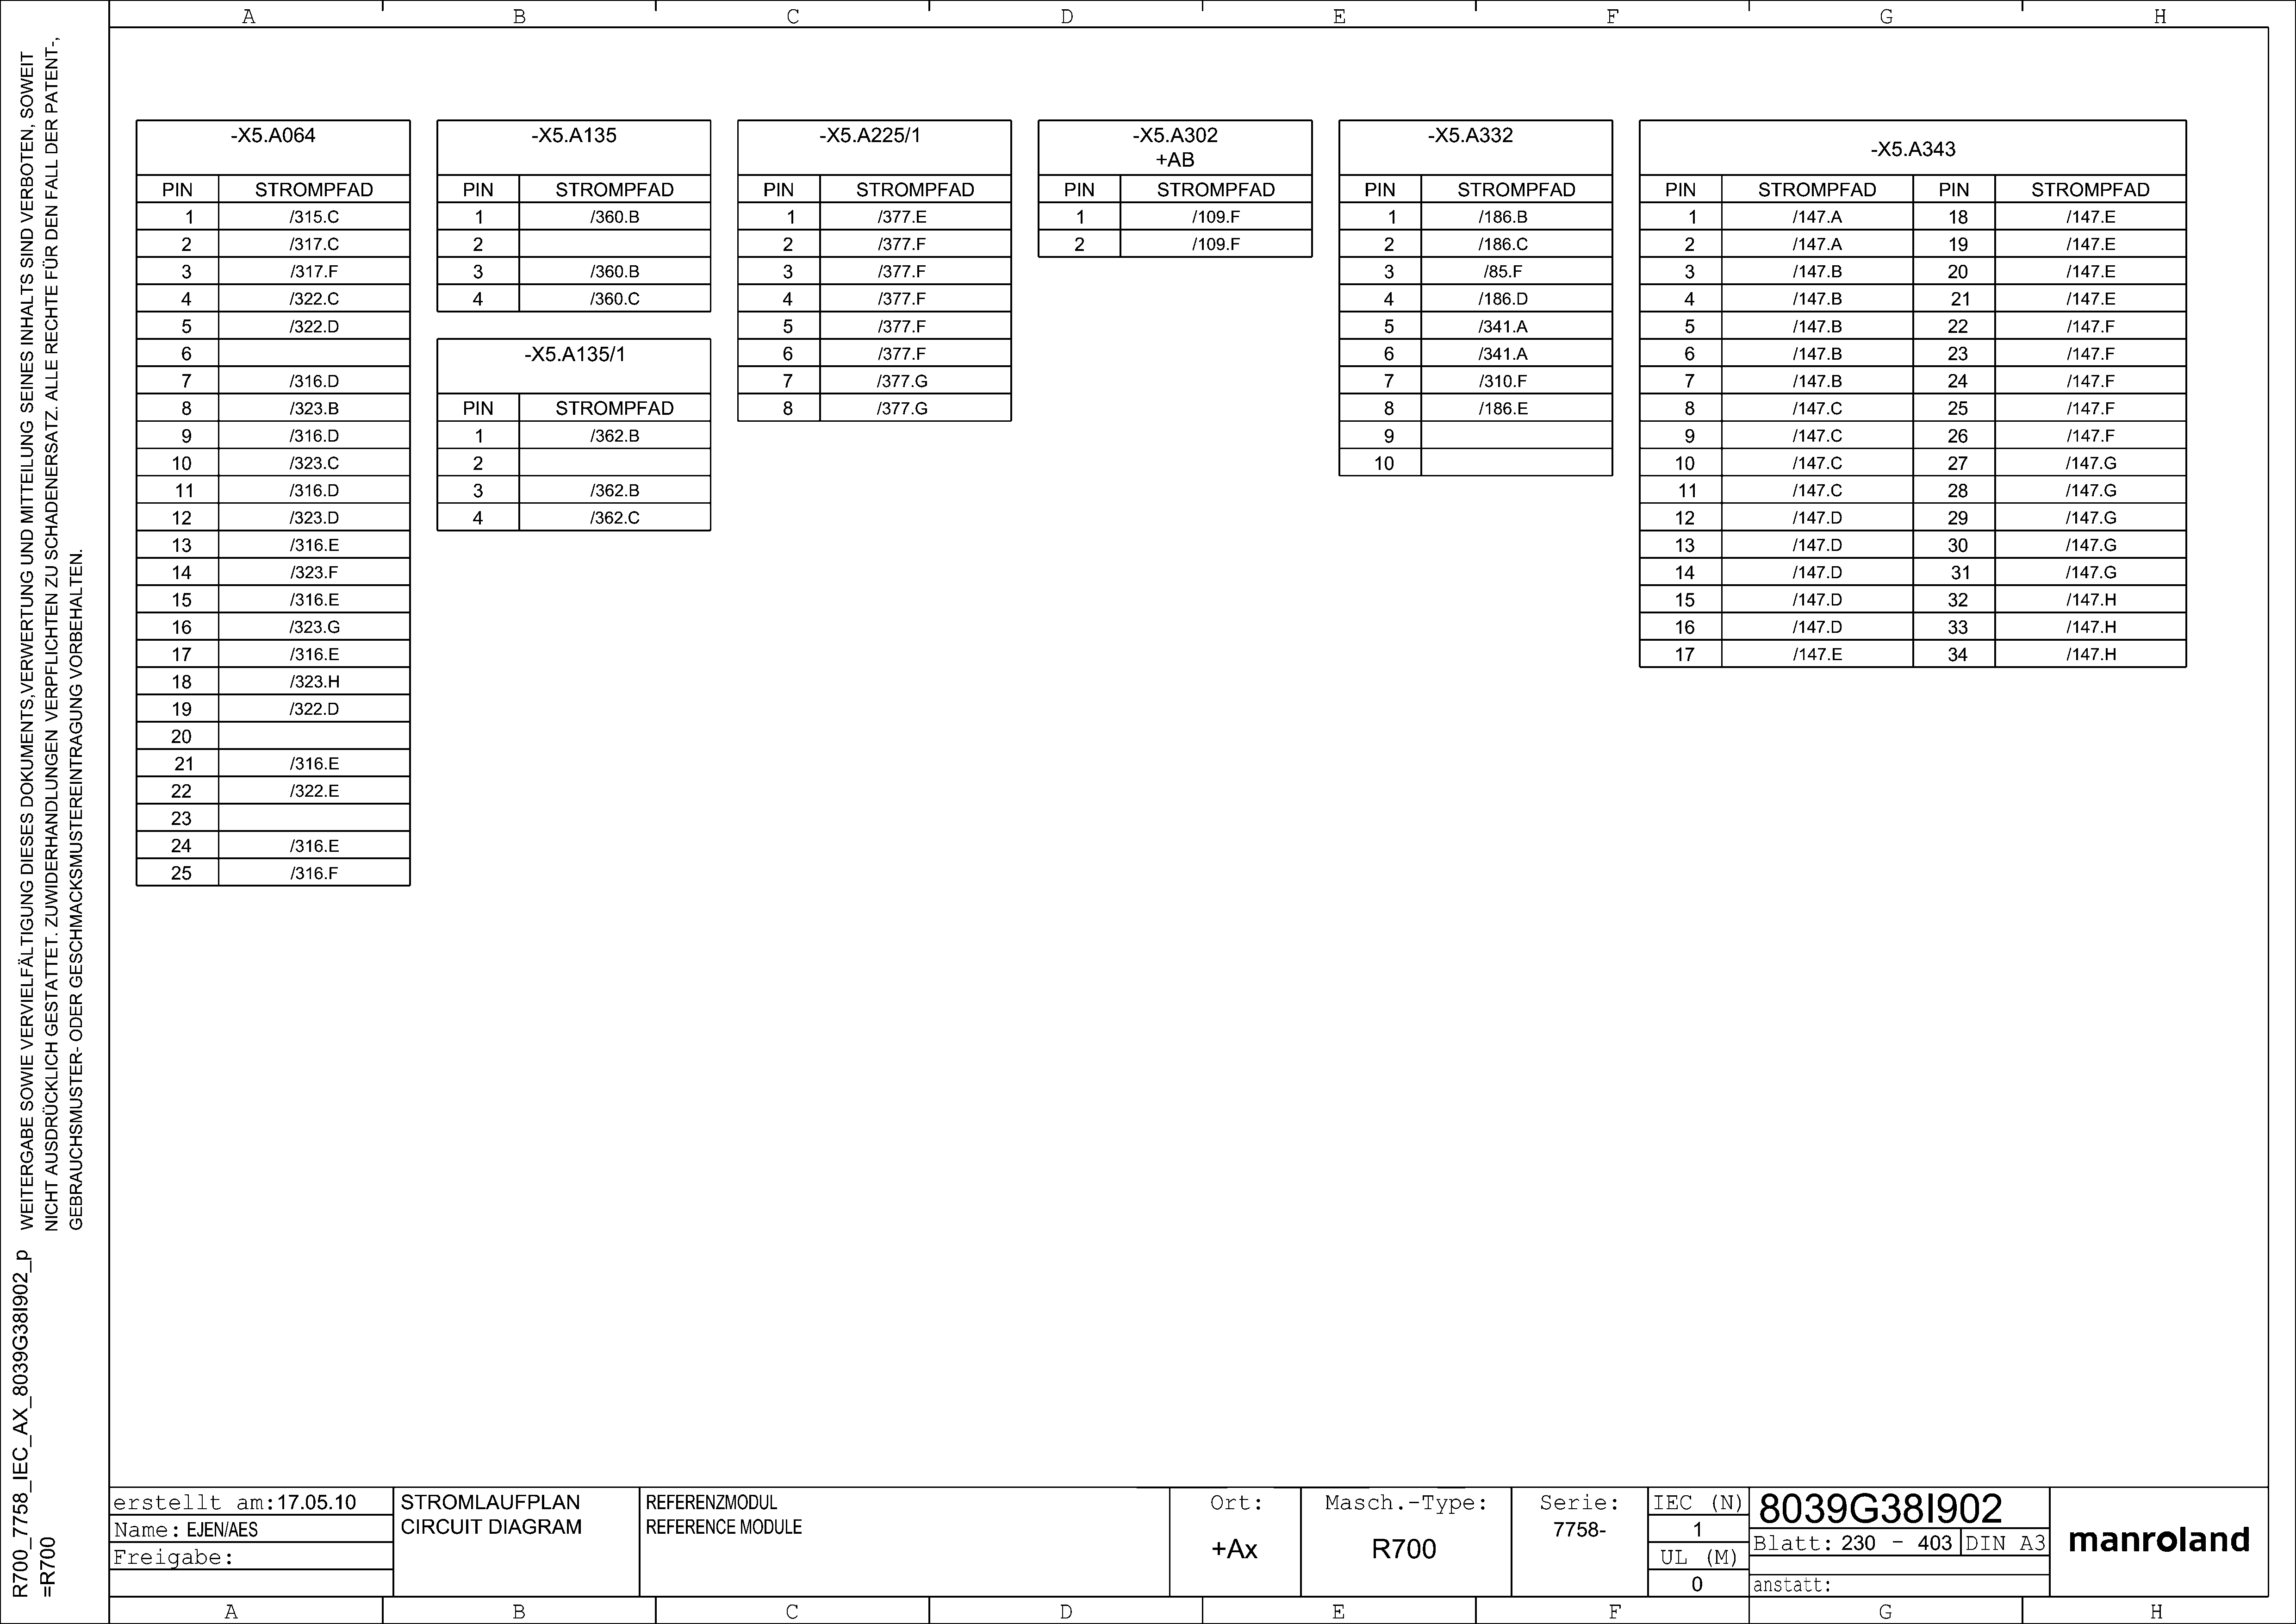 A B C D E F G H
WEITERGABE SOWIE VERVIELFÄLTIGUNG DIESES DOKUMENTS,VERWERTUNG UND MITTEILUNG SEINES INHALTS SIND VERBOTEN, SOWEIT
NICHT AUSDRÜCKLICH GESTATTET. ZUWIDERHANDLUNGEN VERPFLICHTEN ZU SCHADENERSATZ. ALLE RECHTE FÜR DEN FALL DER PATENT-,
GEBRAUCHSMUSTER- ODER GESCHMACKSMUSTEREINTRAGUNG VORBEHALTEN.
R700_7758_IEC_AX_8039G38I902_p
=R700
-X5.A064
PIN STROMPFAD
1 /315.C
2 /317.C
3 /317.F
4 /322.C
5 /322.D
6
7 /316.D
8 /323.B
9 /316.D
10 /323.C
11 /316.D
12 /323.D
13 /316.E
14 /323.F
15 /316.E
16 /323.G
17 /316.E
18 /323.H
19 /322.D
20
21 /316.E
22 /322.E
23
24 /316.E
25 /316.F
-X5.A135
PIN STROMPFAD
1 /360.B
2
3 /360.B
4 /360.C
-X5.A135/1
PIN STROMPFAD
1 /362.B
2
3 /362.B
4 /362.C
-X5.A225/1
PIN STROMPFAD
1 /377.E
2 /377.F
3 /377.F
4 /377.F
5 /377.F
6 /377.F
7 /377.G
8 /377.G
-X5.A302
+AB
PIN STROMPFAD
1 /109.F
2 /109.F
-X5.A332
PIN STROMPFAD
1 /186.B
2 /186.C
3 /85.F
4 /186.D
5 /341.A
6 /341.A
7 /310.F
8 /186.E
9
10
-X5.A343
PIN STROMPFAD PIN STROMPFAD
1 /147.A 18 /147.E
2 /147.A 19 /147.E
3 /147.B 20 /147.E
4 /147.B 21 /147.E
5 /147.B 22 /147.F
6 /147.B 23 /147.F
7 /147.B 24 /147.F
8 /147.C 25 /147.F
9 /147.C 26 /147.F
10 /147.C 27 /147.G
11 /147.C 28 /147.G
12 /147.D 29 /147.G
13 /147.D 30 /147.G
14 /147.D 31 /147.G
15 /147.D 32 /147.H
16 /147.D 33 /147.H
17 /147.E 34 /147.H
erstellt am:17.05.10
Name: EJEN/AES
Freigabe:
STROMLAUFPLAN
CIRCUIT DIAGRAM
REFERENZMODUL
REFERENCE MODULE
Ort:
+Ax
Masch.-Type:
R700
Serie:
7758-
IEC (N)
1
UL (M)
0
8039G38I902
Blatt: 230 - 403 DIN A3
anstatt:
manroland
A B C D E F G H